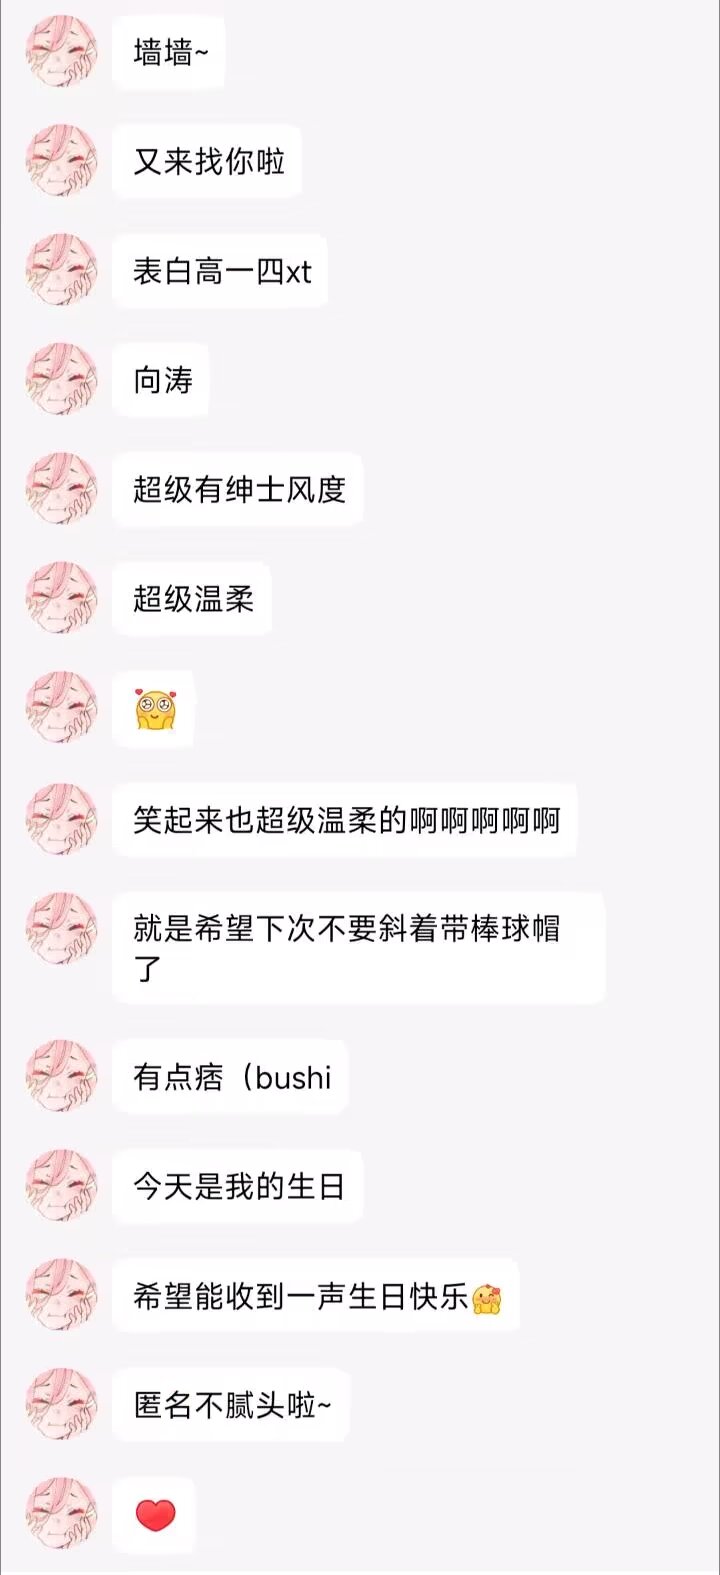 墙墙~
又来找你啦
表白高一四xt
向涛
超级有绅士风度
超级温柔
笑起来也超级温柔的啊啊啊啊啊
就是希望下次不要斜着带棒球帽
了
有点痞（bushi
今天是我的生日
希望能收到一声生日快乐
匿名不腻头啦~